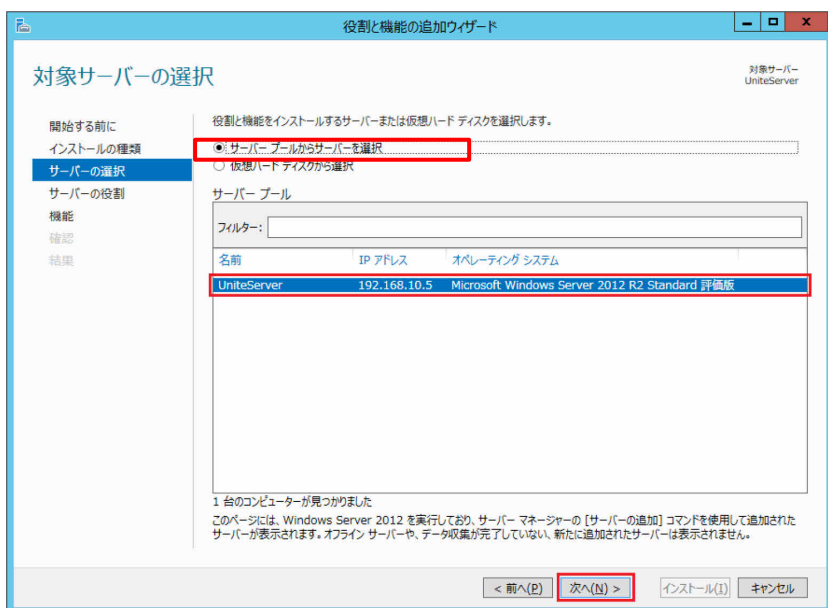 役割と機能の追加ウィザード
対象サーバーの選択
対象サーバー
UniteServer
開始する前に
インストールの種類
サーバーの選択
サーバーの役割
機能
確認
結果
役割と機能をインストールするサーバーまたは仮想ハード ディスクを選択します。
サーバー プールからサーバーを選択
仮想ハード ディスクから選択
サーバー プール
フィルター:
名前 IP アドレス オペレーティング システム
UniteServer 192.168.10.5 Microsoft Windows Server 2012 R2 Standard 評価版
1 台のコンピューターが見つかりました
このページには、Windows Server 2012 を実行しており、サーバー マネージャーの [サーバーの追加] コマンドを使用して追加された
サーバーが表示されます。オフライン サーバーや、データ収集が完了していない、新たに追加されたサーバーは表示されません。
< 前へ(P) 次へ(N) > インストール(I) キャンセル